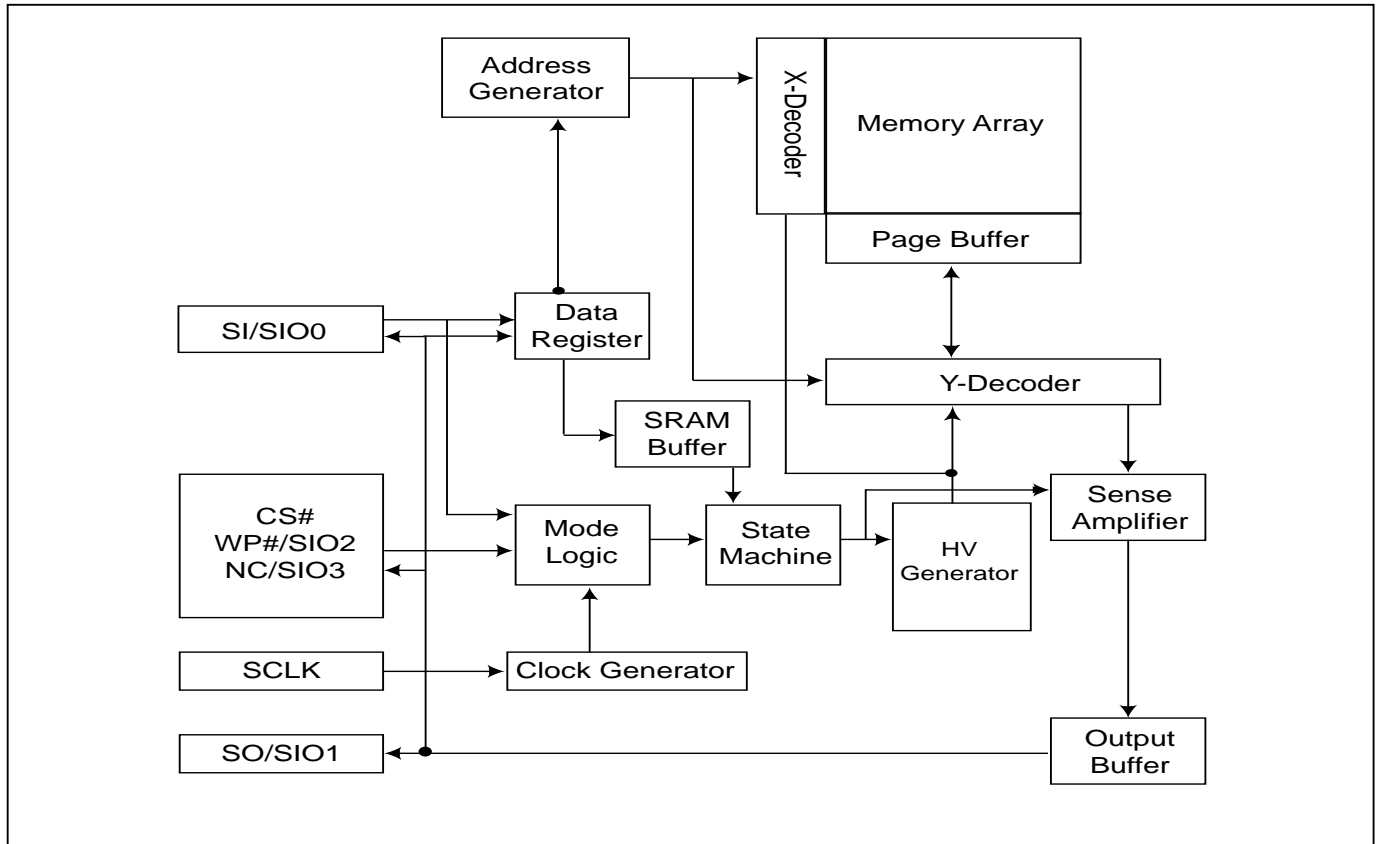 Address
Generator
X-Decoder
Memory Array
Page Buffer
SI/SIO0
Data
Register
Y-Decoder
SRAM
Buffer
CS#
WP#/SIO2
NC/SIO3
Mode
Logic
State
Machine
HV
Generator
Sense
Amplifier
SCLK
Clock Generator
SO/SIO1
Output
Buffer